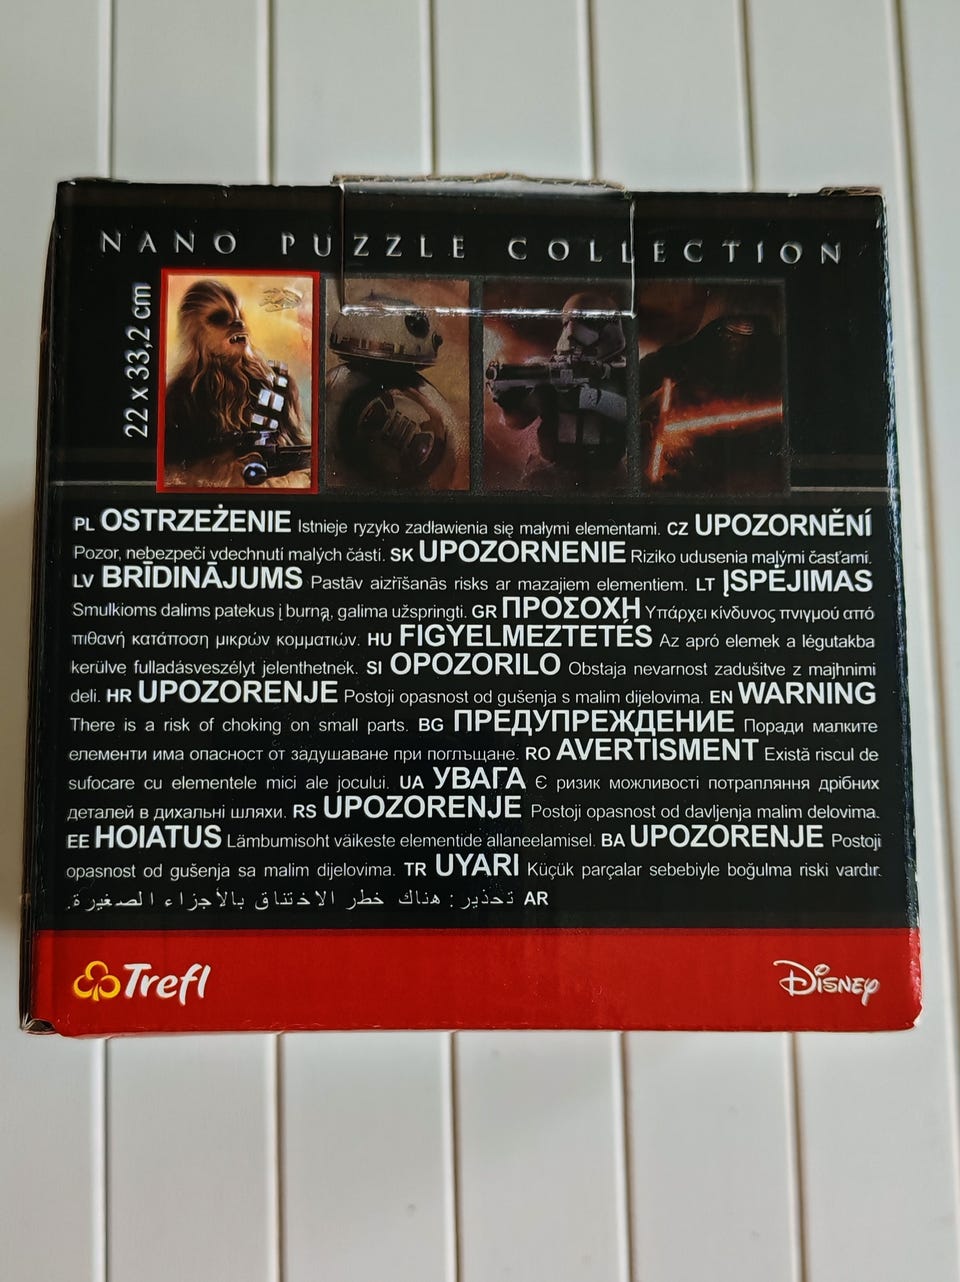 NANO PUZZLE COLLECTION
22 x 33,2 cm
PL OSTRZEŻENIE Istnieje ryzyko zadławienia się małymi elementami. CZ UPOZORNĚNÍ
Pozor, nebezpečí vdechnutí malých částí. SK UPOZORNENIE Riziko udusenia malými časťami.
LV BRĪDINĀJUMS Pastāv aizrīšanās risks ar mazajiem elementiem. LT ĮSPĖJIMAS
Smulkioms dalims patekus į burną, galima užspringti. GR ΠΡΟΣΟΧΗ Υπάρχει κίνδυνος πνιγμού από
πιθανή κατάποση μικρών κομματιών. HU FIGYELMEZTETÉS Az apró elemek a légutakba
kerülve fulladásveszélyt jelenthetnek. SI OPOZORILO Obstaja nevarnost zadušitve z majhnimi
deli. HR UPOZORENJE Postoji opasnost od gušenja s malim dijelovima. EN WARNING
There is a risk of choking on small parts. BG ПРЕДУПРЕЖДЕНИЕ Поради малките
елементи има опасност от задушаване при поглъщане. RO AVERTISMENT Există riscul de
sufocare cu elementele mici ale jocului. UA УВАГА Є ризик можливості потрапляння дрібних
деталей в дихальні шляхи. RS UPOZORENJE Postoji opasnost od davljenja malim delovima.
EE HOIATUS Lämbumisoht väikeste elementide allaneelamisel. BA UPOZORENJE Postoji
opasnost od gušenja sa malim dijelovima. TR UYARI Küçük parçalar sebebiyle boğulma riski vardır.
AR تحذير: هناك خطر الاختناق بالأجزاء الصغيرة.
Trefl
Disney